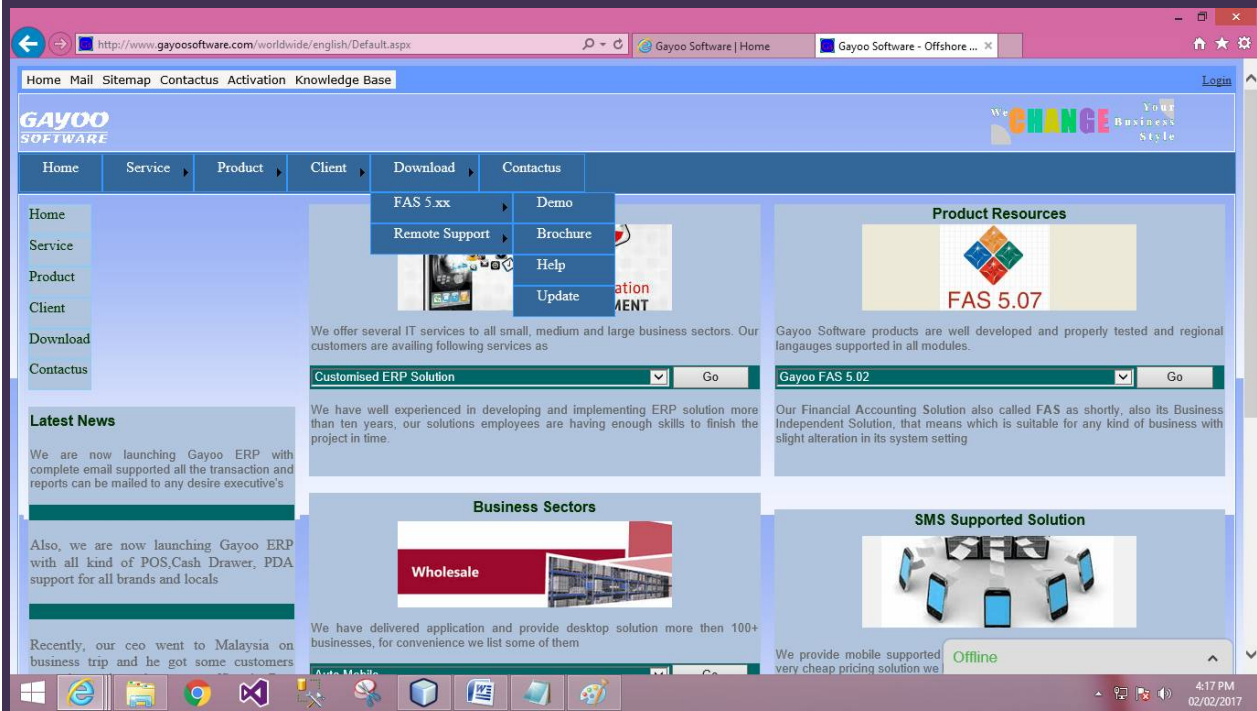 http://www.gayoosoftware.com/worldwide/english/Default.aspx
Gayoo Software | Home
Gayoo Software - Offshore ...
Home Mail Sitemap Contactus Activation Knowledge Base
Login
GAYOO
SOFTWARE
We CHANGE Your
Business
Style
Home Service Product Client Download Contactus
FAS 5.xx
Remote Support
Demo
Brochure
Help
Update
Home
Service
Product
Client
Download
Contactus
Latest News
We are now launching Gayoo ERP with
complete email supported all the transaction and
reports can be mailed to any desire executive's
Also, we are now launching Gayoo ERP
with all kind of POS,Cash Drawer, PDA
support for all brands and locals
Recently, our ceo went to Malaysia on
business trip and he got some customers
We offer several IT services to all small, medium and large business sectors. Our
customers are availing following services as
Customised ERP Solution
Go
We have well experienced in developing and implementing ERP solution more
than ten years, our solutions employees are having enough skills to finish the
project in time.
Business Sectors
Wholesale
We have delivered application and provide desktop solution more then 100+
businesses, for convenience we list some of them
Auto Mobile
Go
Product Resources
FAS 5.07
Gayoo Software products are well developed and properly tested and regional
langauges supported in all modules.
Gayoo FAS 5.02
Go
Our Financial Accounting Solution also called FAS as shortly, also its Business
Independent Solution, that means which is suitable for any kind of business with
slight alteration in its system setting
SMS Supported Solution
We provide mobile supported
very cheap pricing solution we
Offline
4:17 PM
02/02/2017